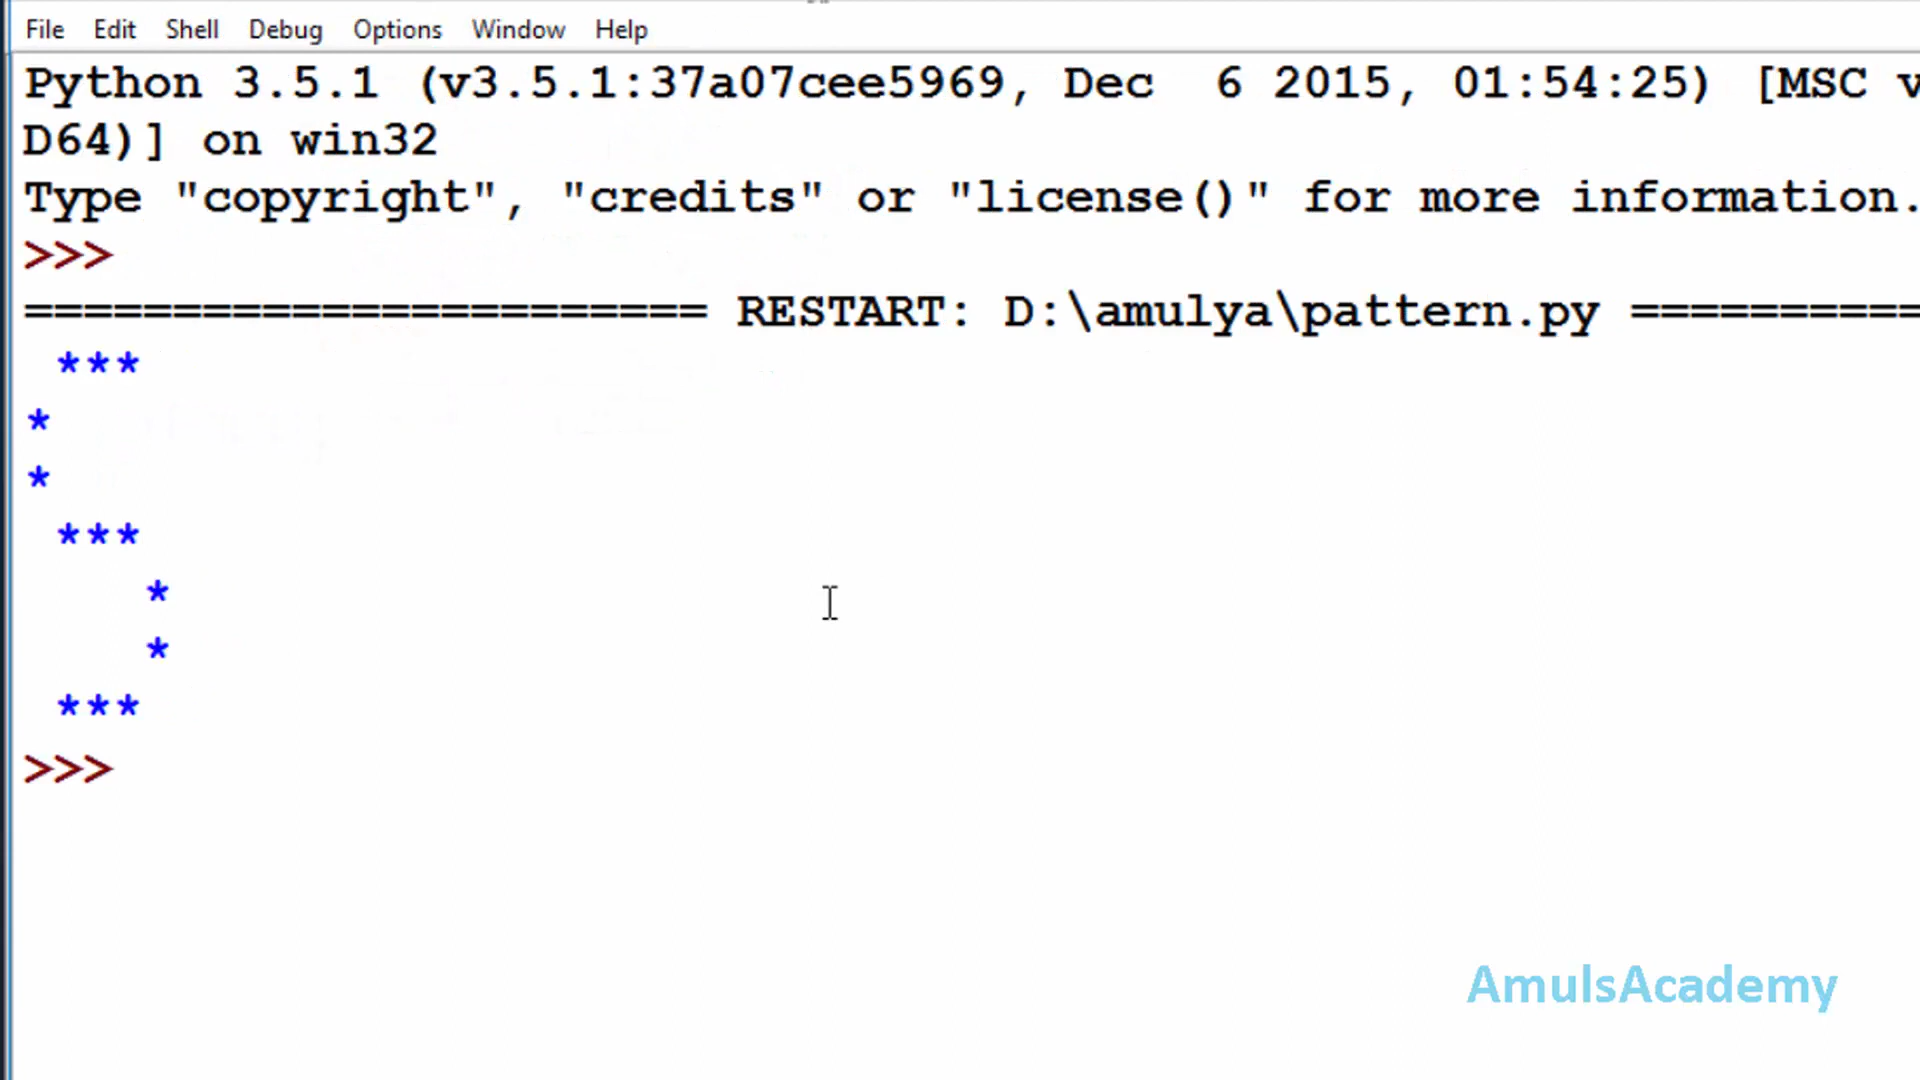 File Edit Shell Debug Options Window Help
Python 3.5.1 (v3.5.1:37a07cee5969, Dec  6 2015, 01:54:25) [MSC v
D64)] on win32
Type "copyright", "credits" or "license()" for more information.
>>>
======================= RESTART: D:\amulya\pattern.py ==========
 ***
*
*
 ***
    *
    *
 ***
>>>
AmulsAcademy